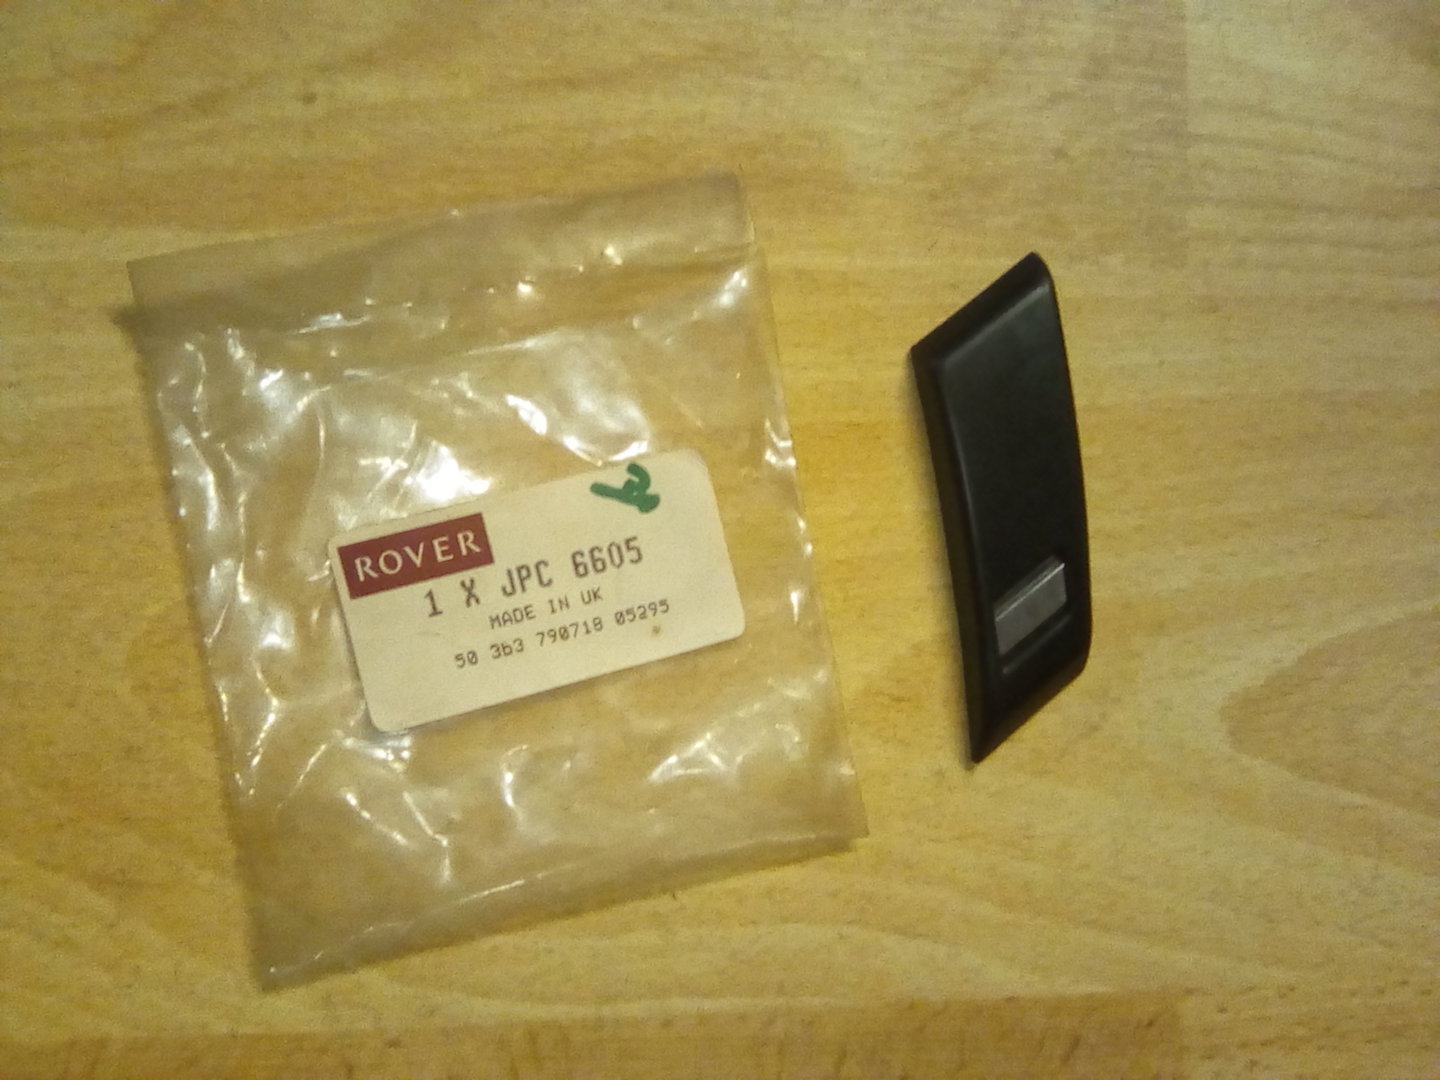 ROVER
1 X JPC 6605
MADE IN UK
50 3b3 790718 05295